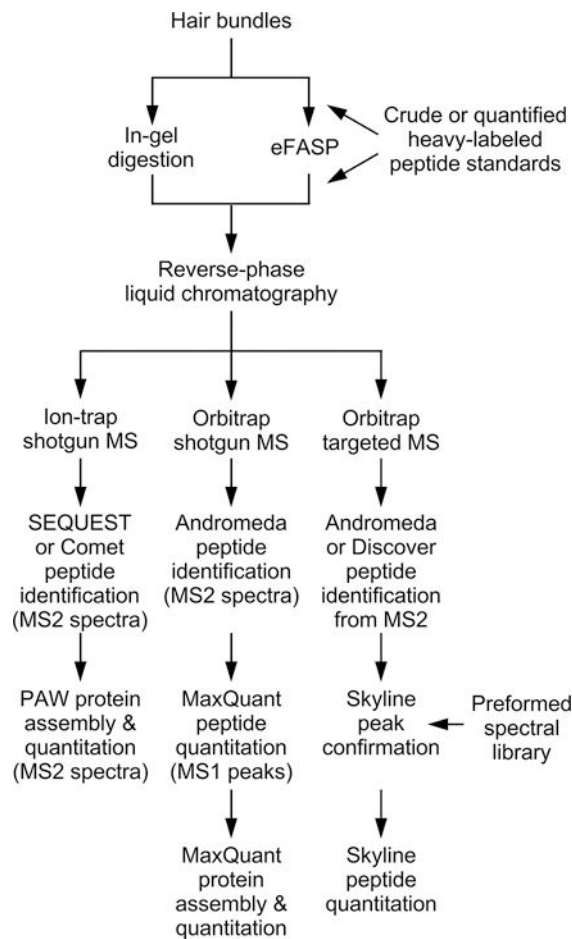 Hair bundles
In-gel
digestion
eFASP
Crude or quantified
heavy-labeled
peptide standards
Reverse-phase
liquid chromatography
Ion-trap
shotgun MS
Orbitrap
shotgun MS
Orbitrap
targeted MS
SEQUEST
or Comet
peptide
identification
(MS2 spectra)
Andromeda
peptide
identification
(MS2 spectra)
Andromeda
or Discover
peptide
identification
from MS2
PAW protein
assembly &
quantitation
(MS2 spectra)
MaxQuant
peptide
quantitation
(MS1 peaks)
Skyline
peak
confirmation
Preformed
spectral
library
MaxQuant
protein
assembly &
quantitation
Skyline
peptide
quantitation